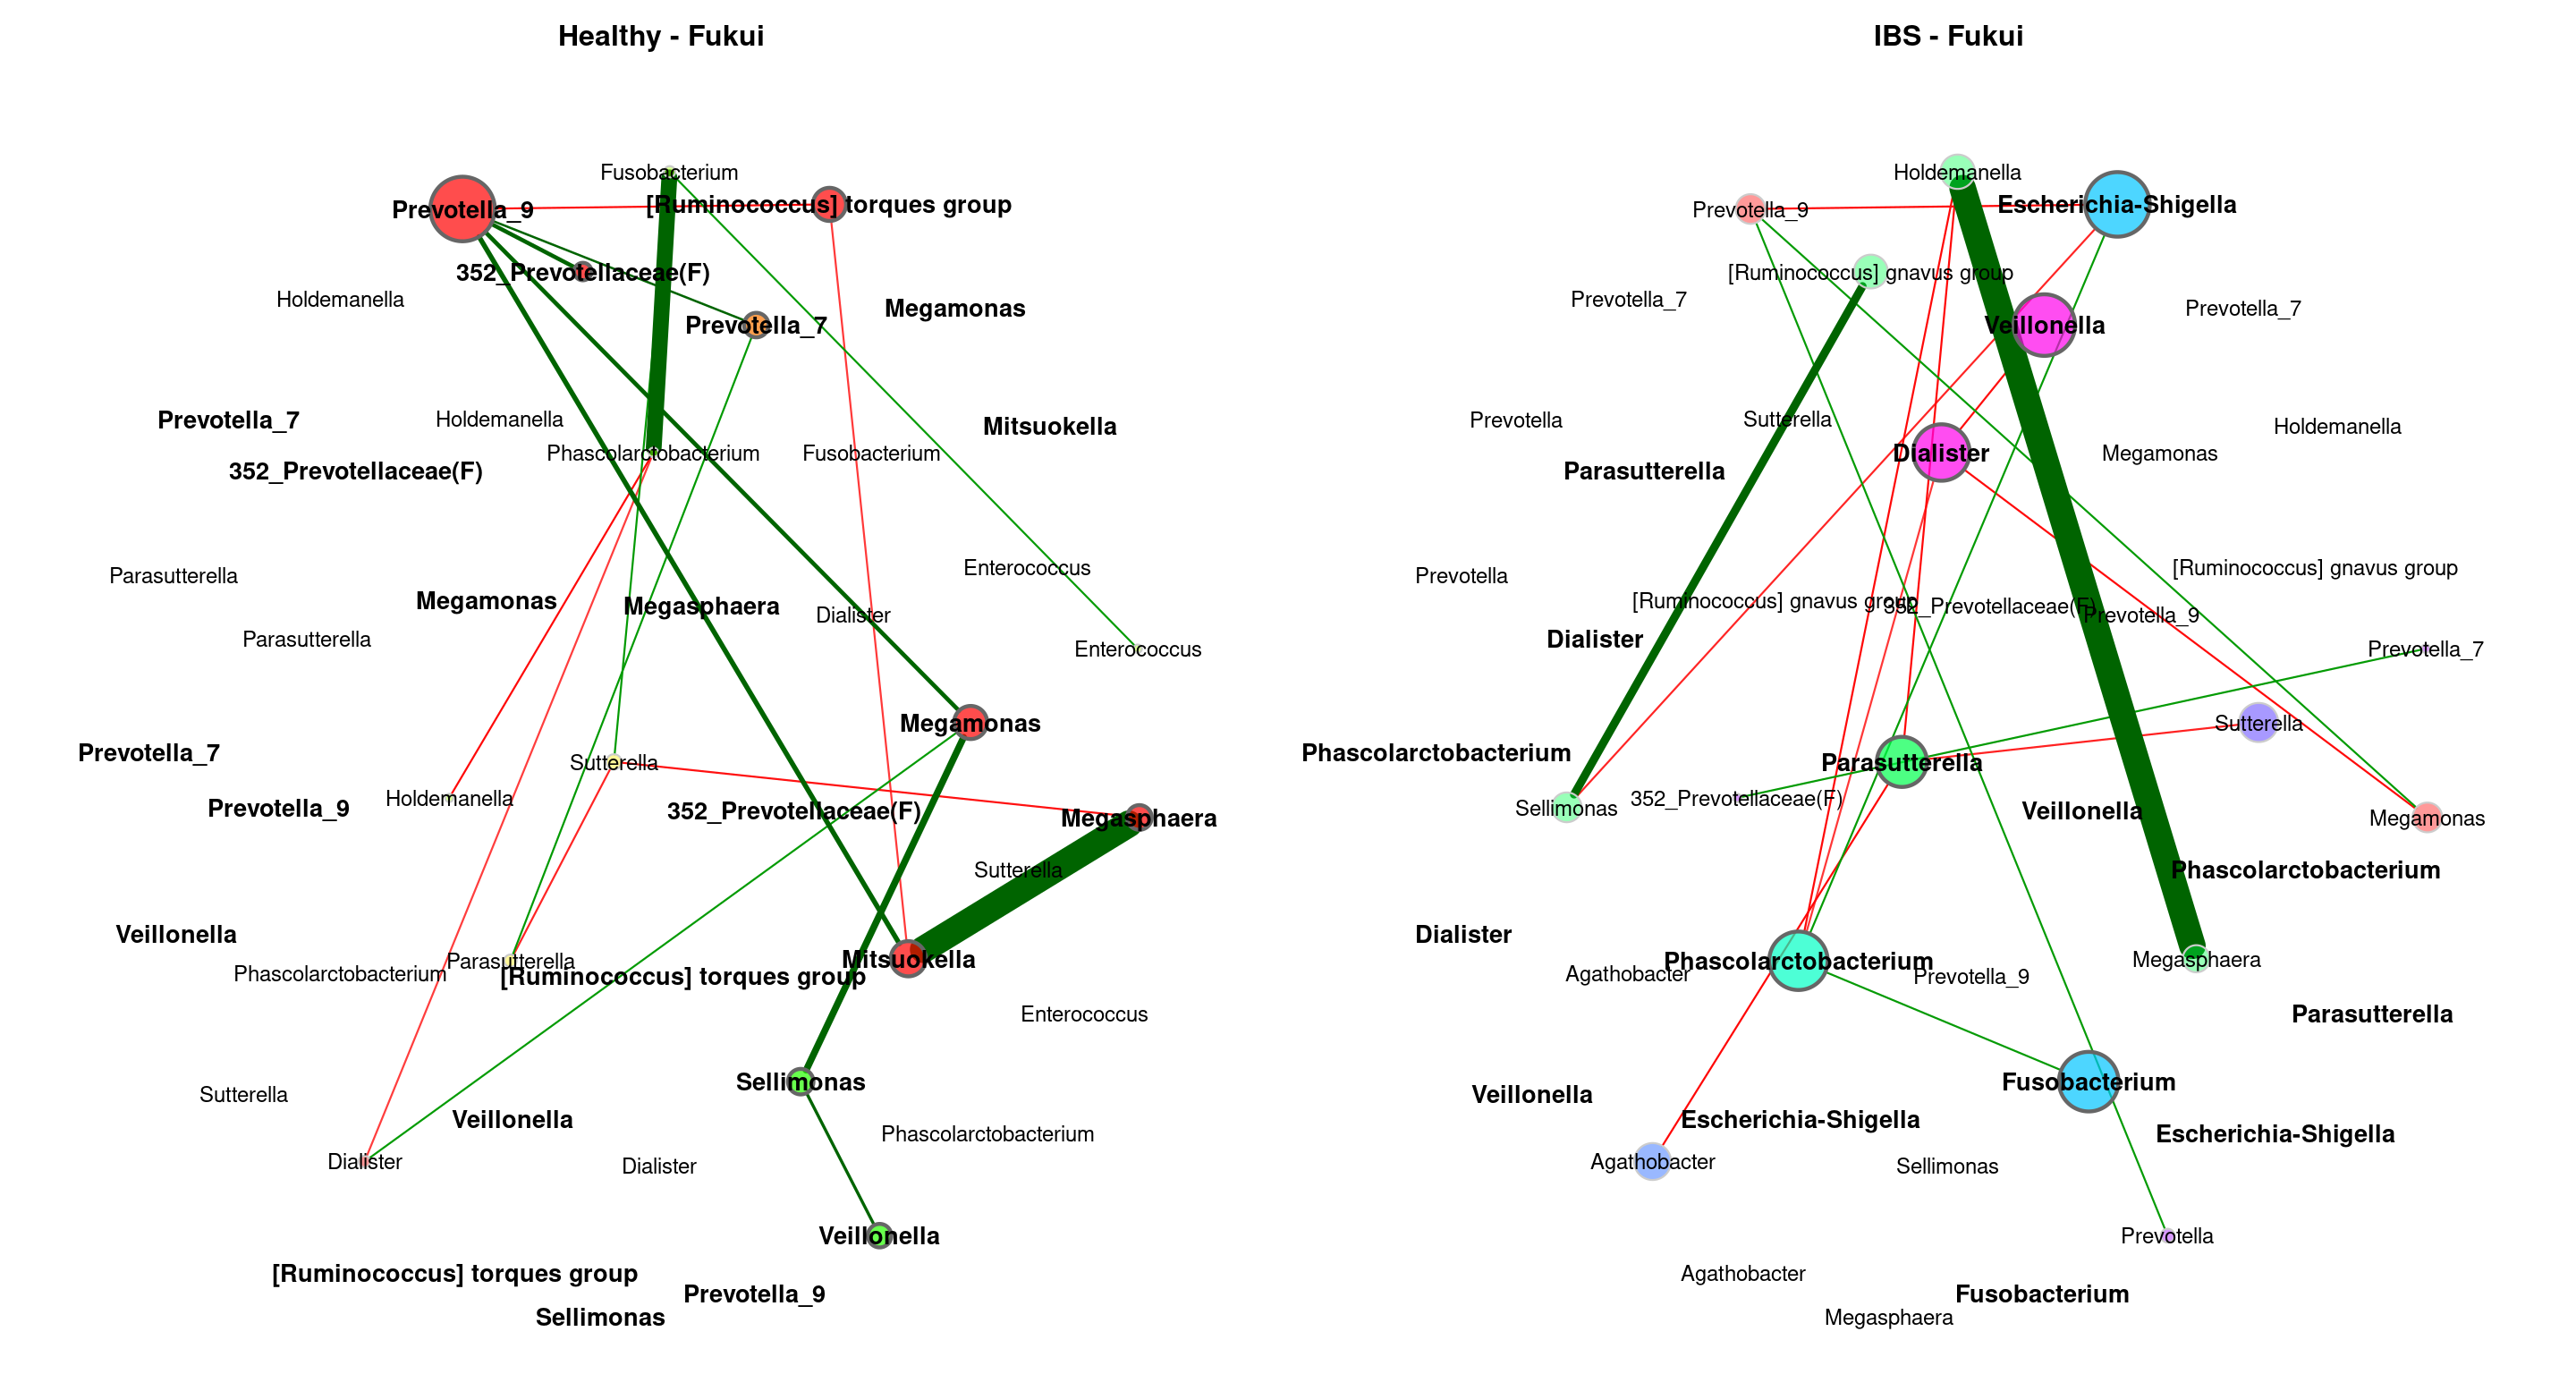 Healthy - Fukui
Fusobacterium
Prevotella_9
[Ruminococcus] torques group
352_Prevotellaceae(F)
Holdemanella
Megamonas
Prevotella_7
Prevotella_7
Holdemanella
Mitsuokella
Phascolarctobacterium
Fusobacterium
352_Prevotellaceae(F)
Enterococcus
Parasutterella
Megamonas
Megasphaera
Dialister
Parasutterella
Enterococcus
Megamonas
Prevotella_7
Sutterella
Holdemanella
Prevotella_9
352_Prevotellaceae(F)
Megasphaera
Sutterella
Veillonella
Mitsuokella
Parasutterella
Phascolarctobacterium
[Ruminococcus] torques group
Enterococcus
Sellimonas
Sutterella
Veillonella
Phascolarctobacterium
Dialister
Dialister
Veillonella
[Ruminococcus] torques group
Prevotella_9
Sellimonas
IBS - Fukui
Holdemanella
Escherichia-Shigella
Prevotella_9
[Ruminococcus] gnavus group
Prevotella_7
Prevotella_7
Veillonella
Prevotella
Sutterella
Holdemanella
Dialister
Megamonas
Parasutterella
[Ruminococcus] gnavus group
Prevotella
[Ruminococcus] gnavus group
352_Prevotellaceae(F)
Prevotella_9
Dialister
Prevotella_7
Sutterella
Phascolarctobacterium
Parasutterella
352_Prevotellaceae(F)
Sellimonas
Veillonella
Megamonas
Phascolarctobacterium
Dialister
Megasphaera
Phascolarctobacterium
Agathobacter
Prevotella_9
Parasutterella
Fusobacterium
Veillonella
Escherichia-Shigella
Escherichia-Shigella
Agathobacter
Sellimonas
Prevotella
Agathobacter
Fusobacterium
Megasphaera